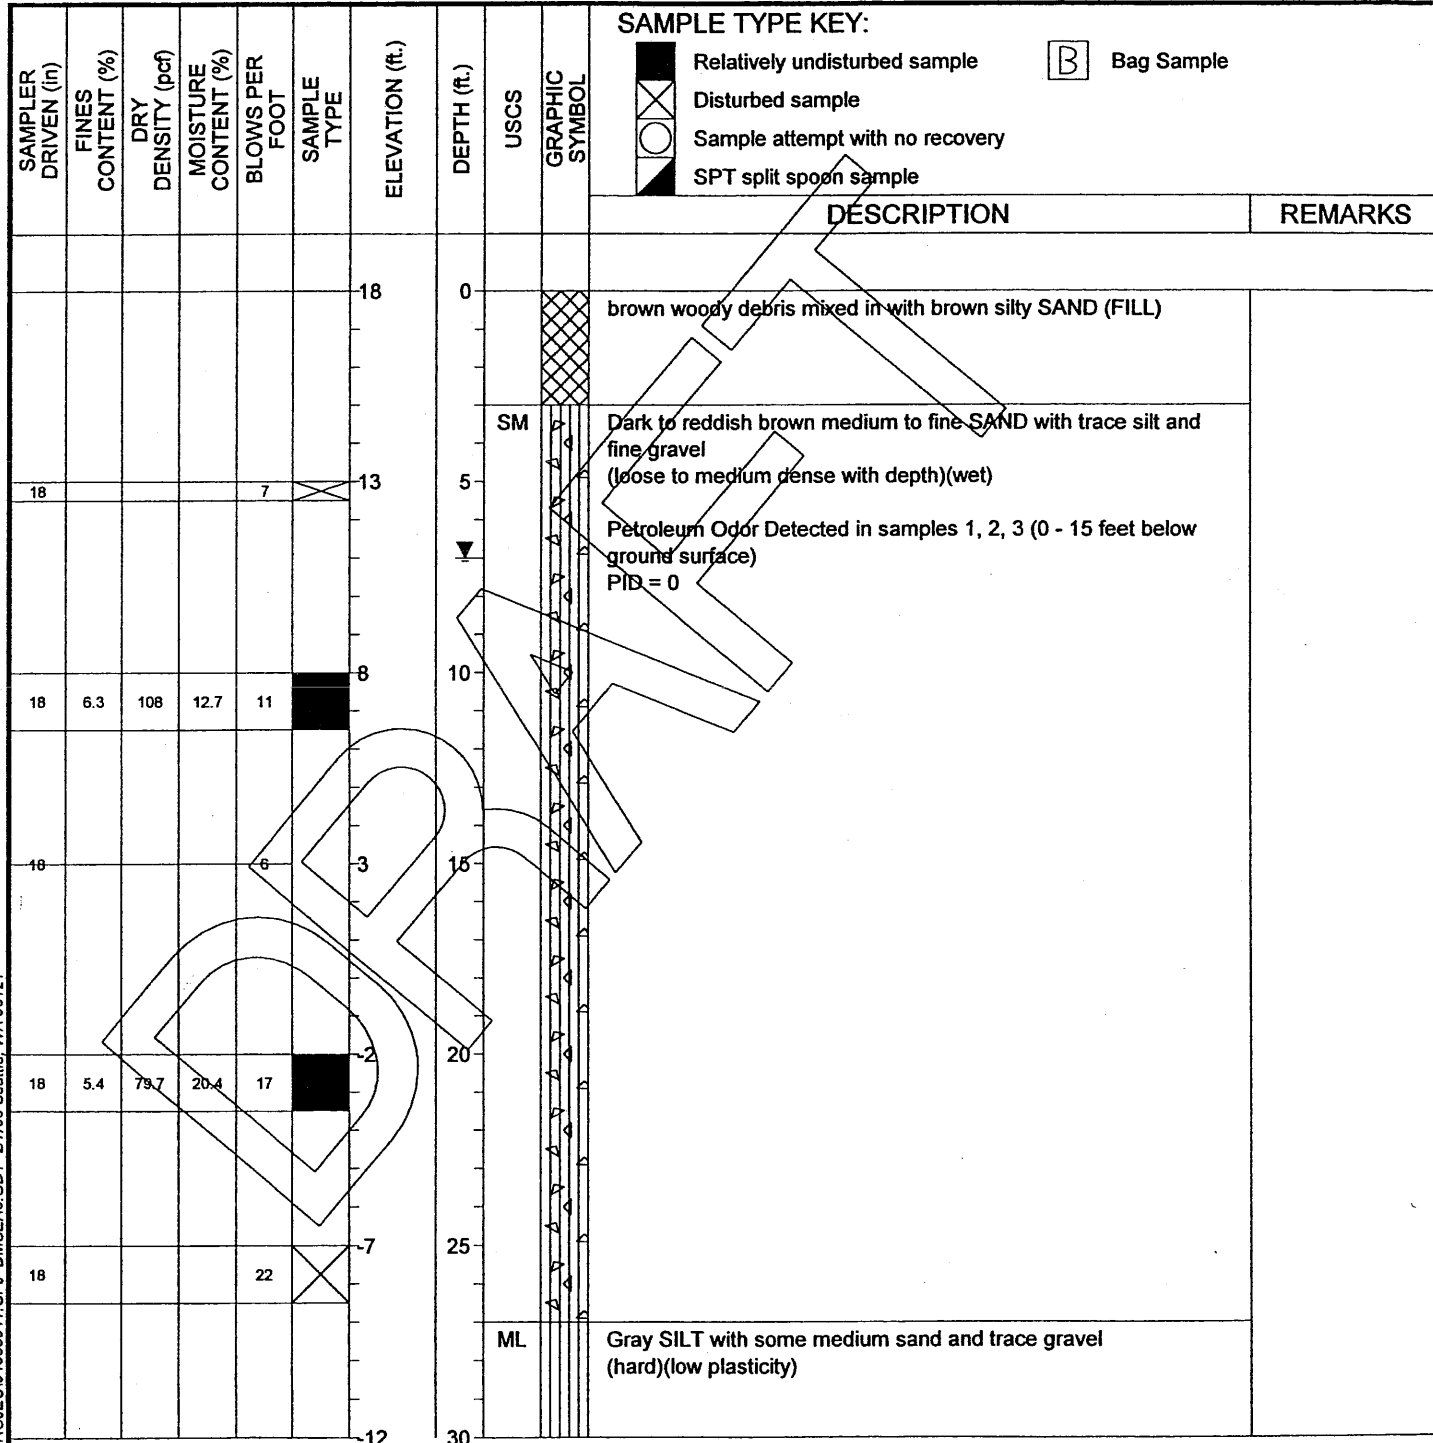 SAMPLE TYPE KEY:
Relatively undisturbed sample
B Bag Sample
Disturbed sample
Sample attempt with no recovery
SPT split spoon sample
SAMPLER DRIVEN (in)
FINES CONTENT (%)
DRY DENSITY (pcf)
MOISTURE CONTENT (%)
BLOWS PER FOOT
SAMPLE TYPE
ELEVATION (ft.)
DEPTH (ft.)
USCS
GRAPHIC SYMBOL
DESCRIPTION
REMARKS
18 0
brown woody debris mixed in with brown silty SAND (FILL)
SM
Dark to reddish brown medium to fine SAND with trace silt and
fine gravel
(loose to medium dense with depth)(wet)
18 7 13 5
Petroleum Odor Detected in samples 1, 2, 3 (0 - 15 feet below
ground surface)
PID = 0
8 10
18 6.3 108 12.7 11
18 6 3 15
-2 20
18 5.4 79.7 20.4 17
-7 25
18 22
ML
Gray SILT with some medium sand and trace gravel
(hard)(low plasticity)
-12 30
DRAFT